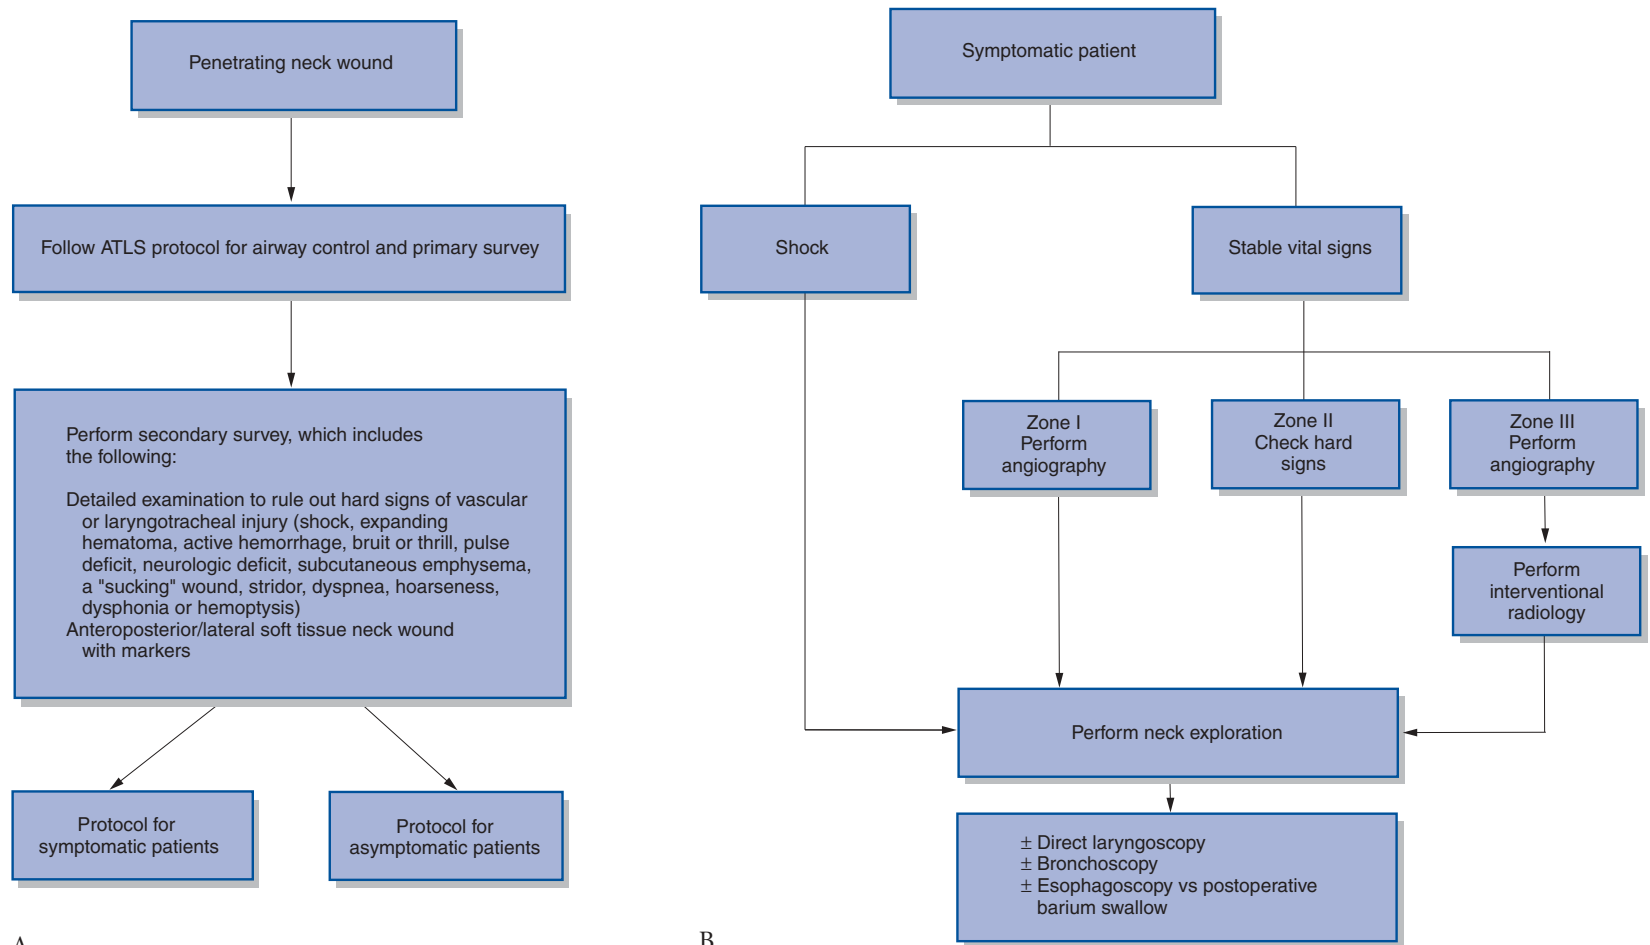 Penetrating neck wound
Follow ATLS protocol for airway control and primary survey
Perform secondary survey, which includes
the following:
Detailed examination to rule out hard signs of vascular
or laryngotracheal injury (shock, expanding
hematoma, active hemorrhage, bruit or thrill, pulse
deficit, neurologic deficit, subcutaneous emphysema,
a "sucking" wound, stridor, dyspnea, hoarseness,
dysphonia or hemoptysis)
Anteroposterior/lateral soft tissue neck wound
with markers
Protocol for
symptomatic patients
Protocol for
asymptomatic patients
A
Symptomatic patient
Shock
Stable vital signs
Zone I
Perform
angiography
Zone II
Check hard
signs
Zone III
Perform
angiography
Perform
interventional
radiology
Perform neck exploration
± Direct laryngoscopy
± Bronchoscopy
± Esophagoscopy vs postoperative
barium swallow
B